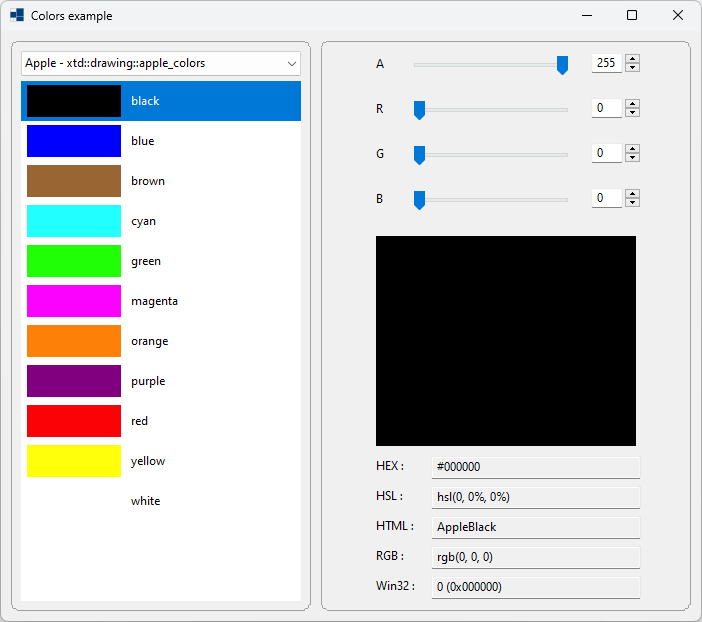 Colors example
Apple - xtd::drawing::apple_colors
black
blue
brown
cyan
green
magenta
orange
purple
red
yellow
white
A 255
R 0
G 0
B 0
HEX : #000000
HSL : hsl(0, 0%, 0%)
HTML : AppleBlack
RGB : rgb(0, 0, 0)
Win32 : 0 (0x000000)